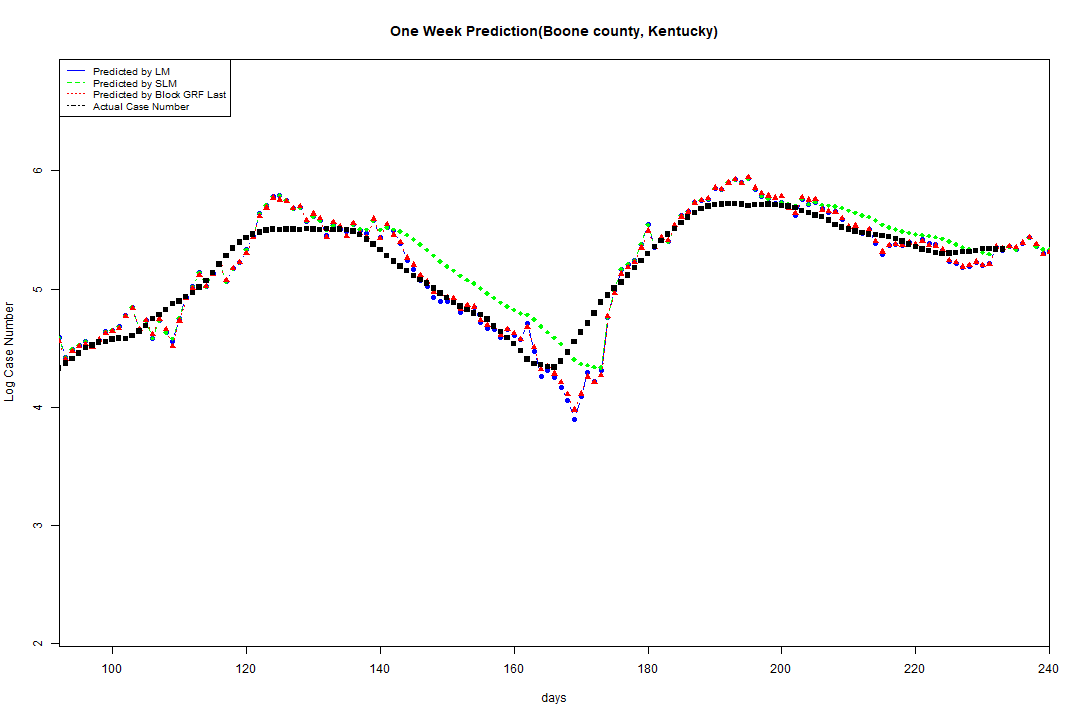 One Week Prediction(Boone county, Kentucky)
Predicted by LM
Predicted by SLM
Predicted by Block GRF Last
Actual Case Number
6
5
4
3
2
Log Case Number
100 120 140 160 180 200 220 240
days